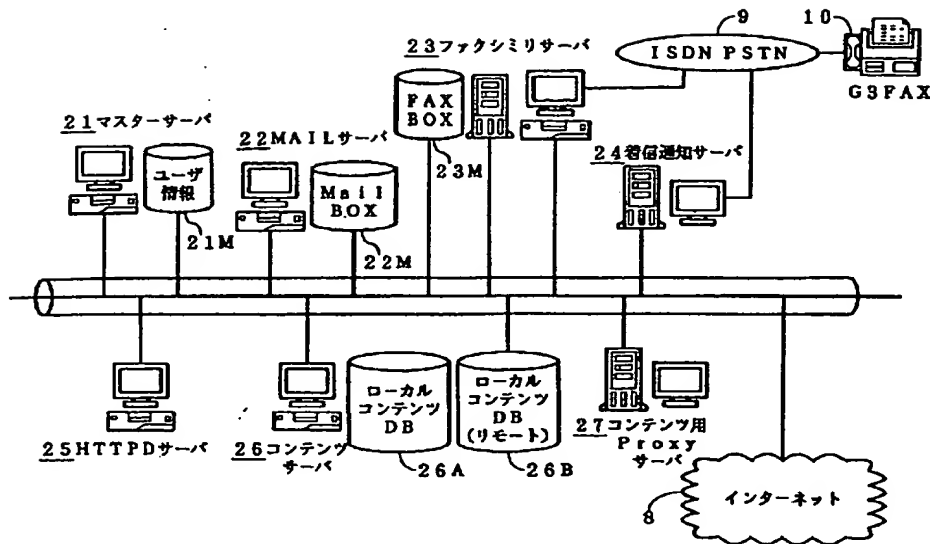 9
10
ISDN PSTN
G3FAX
23ファクシミリサーバ
FAX
BOX
23M
24着信通知サーバ
21マスターサーバ
ユーザ
情報
21M
22MAILサーバ
Mail
BOX
22M
25HTTPDサーバ
26コンテンツ
サーバ
ローカル
コンテンツ
DB
26A
ローカル
コンテンツ
DB
(リモート)
26B
27コンテンツ用
Proxy
サーバ
8
インターネット